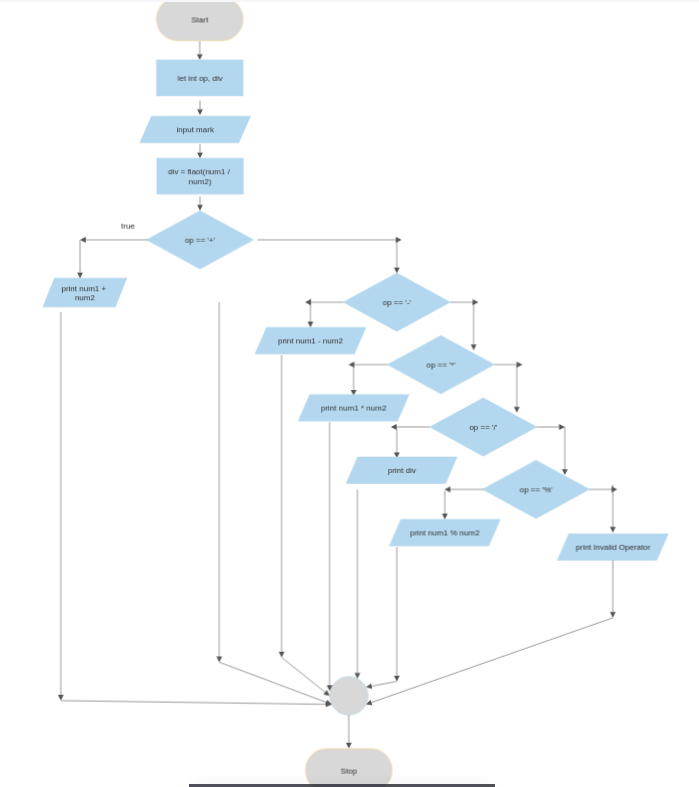 Start
let int op, div
input mark
div = flaot(num1 /
num2)
true
op == '+'
print num1 +
num2
op == '-'
print num1 - num2
op == '*'
print num1 * num2
op == '/'
print div
op == '%'
print num1 % num2
print Invalid Operator
Stop